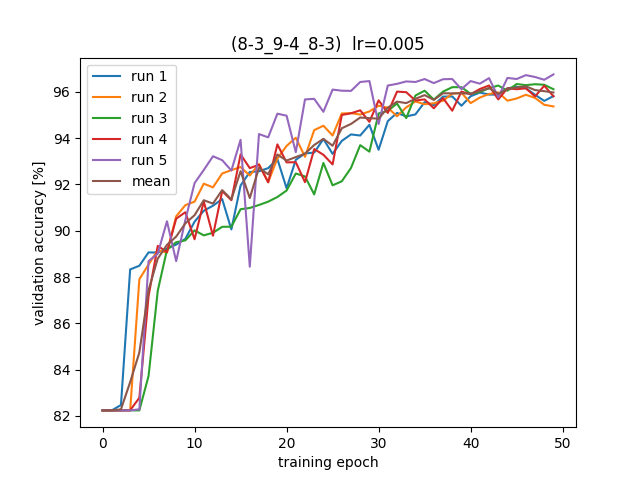 (8-3_9-4_8-3)  lr=0.005
validation accuracy [%]
96
94
92
90
88
86
84
82
run 1
run 2
run 3
run 4
run 5
mean
0 10 20 30 40 50
training epoch